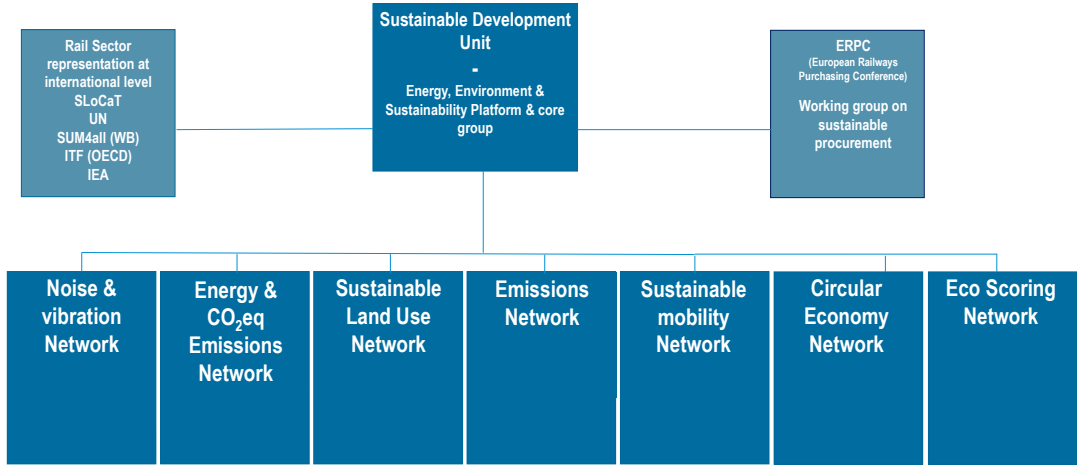 Rail Sector
representation at
international level
SLoCaT
UN
SUM4all (WB)
ITF (OECD)
IEA
Sustainable Development
Unit
-
Energy, Environment &
Sustainability Platform & core
group
ERPC
(European Railways
Purchasing Conference)
Working group on
sustainable
procurement
Noise &
vibration
Network
Energy &
CO₂eq
Emissions
Network
Sustainable
Land Use
Network
Emissions
Network
Sustainable
mobility
Network
Circular
Economy
Network
Eco Scoring
Network